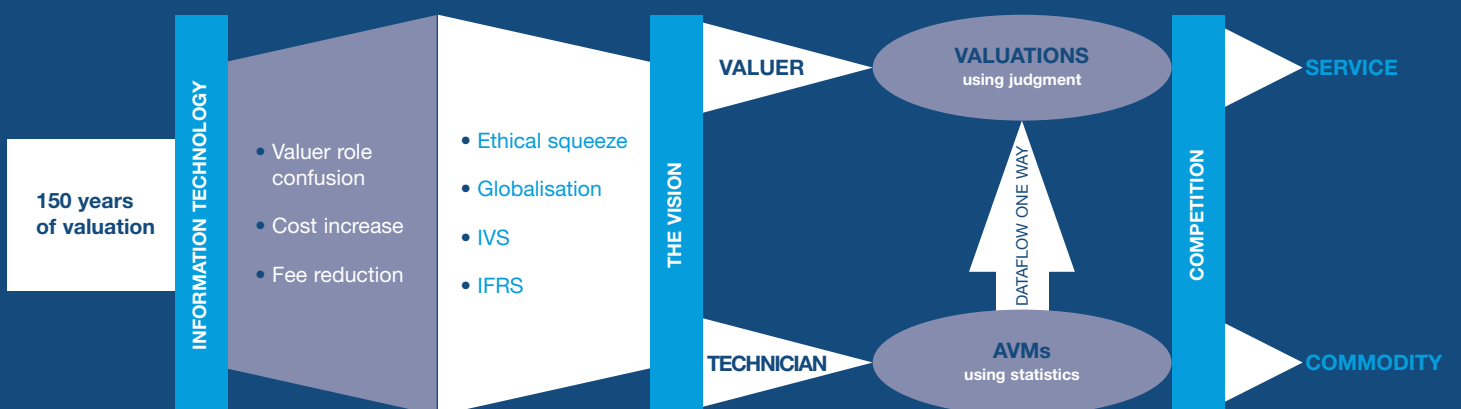 150 years
of valuation
INFORMATION TECHNOLOGY
• Valuer role
confusion
• Cost increase
• Fee reduction
• Ethical squeeze
• Globalisation
• IVS
• IFRS
THE VISION
VALUER
TECHNICIAN
VALUATIONS
using judgment
DATAFLOW ONE WAY
AVMs
using statistics
COMPETITION
SERVICE
COMMODITY